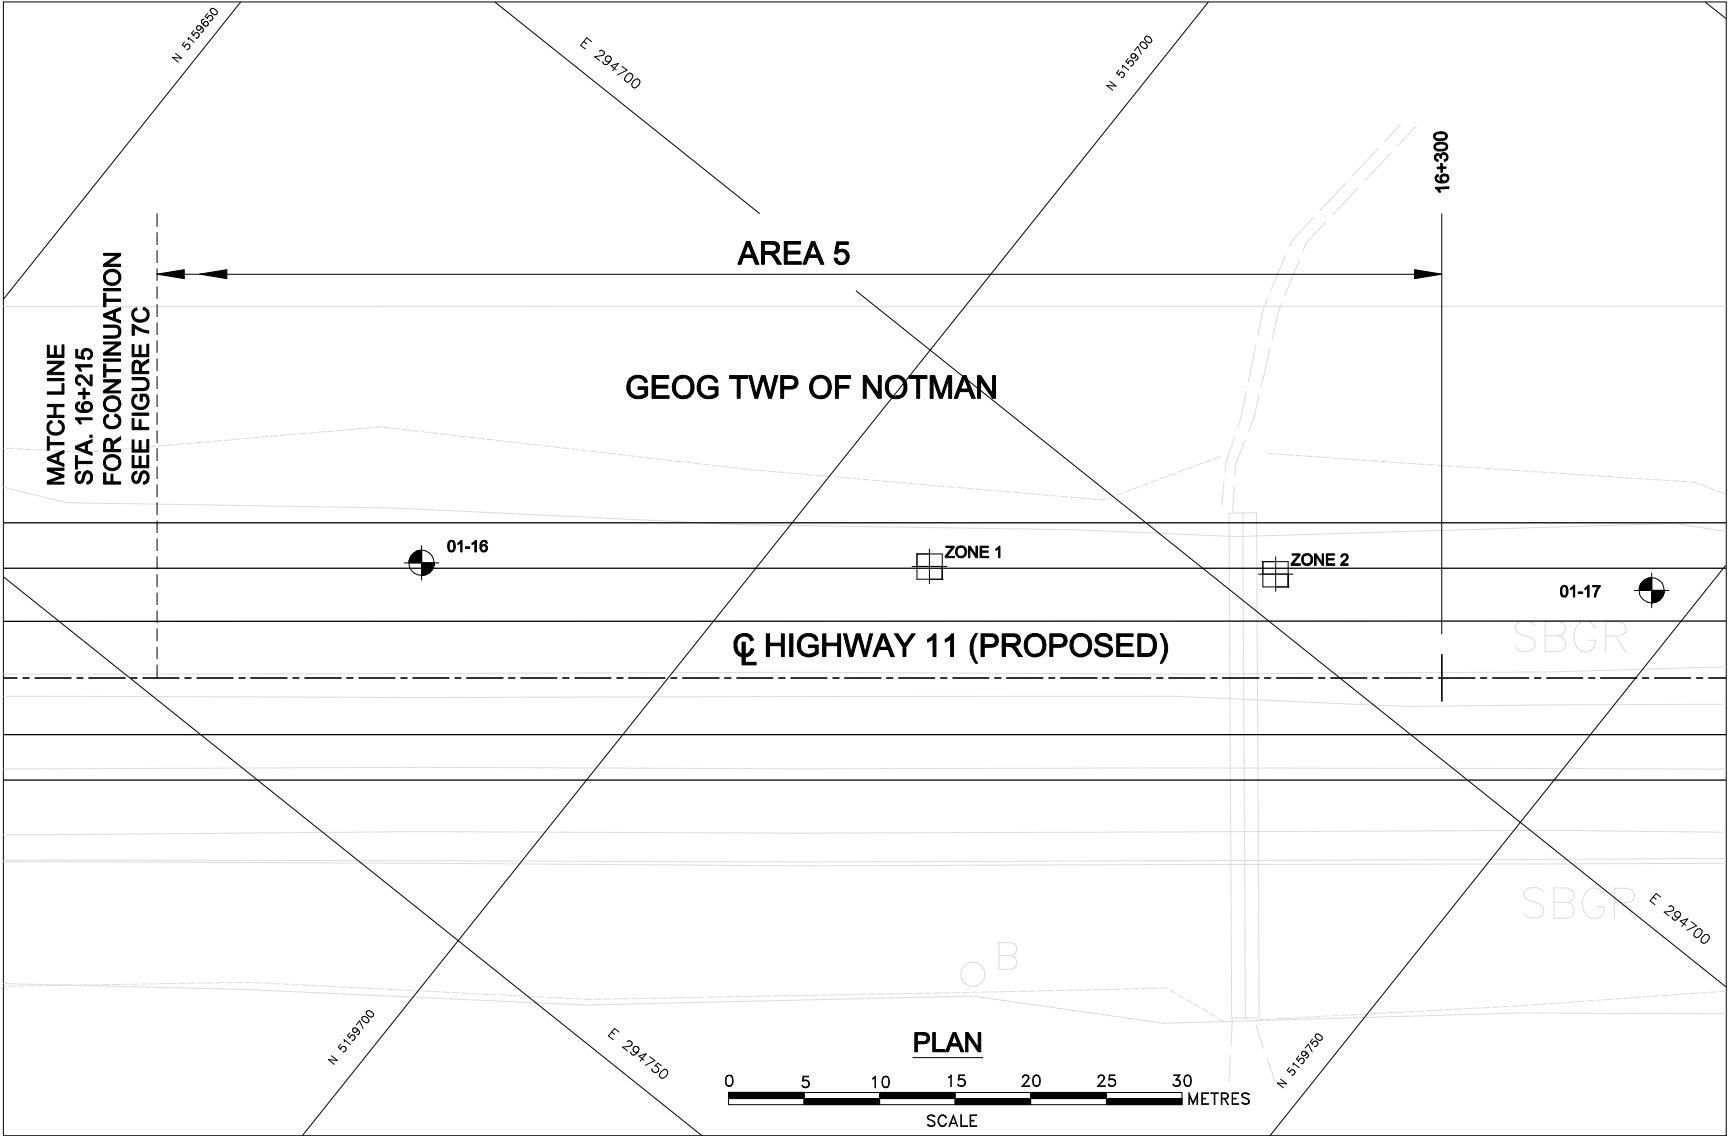 N 5159650
E 294700
N 5159700
16+300
AREA 5
MATCH LINE
STA. 16+215
FOR CONTINUATION
SEE FIGURE 7C
GEOG TWP OF NOTMAN
01-16
ZONE 1
ZONE 2
01-17
SBGR
℄ HIGHWAY 11 (PROPOSED)
SBGR
E 294700
B
N 5159700
E 294750
N 5159750
PLAN
0 5 10 15 20 25 30
METRES
SCALE